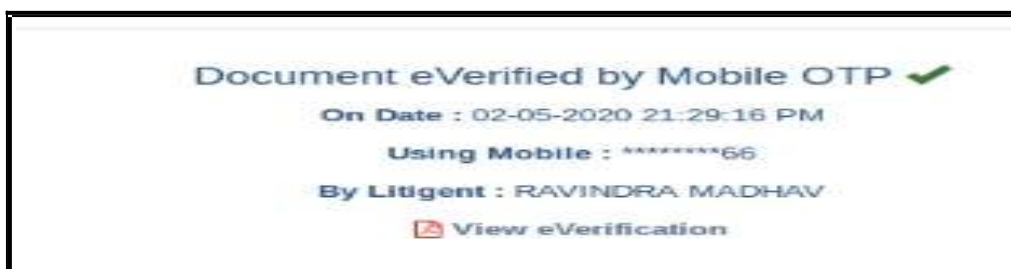 Document eVerified by Mobile OTP ✔
On Date : 02-05-2020 21:29:16 PM
Using Mobile : ********66
By Litigent : RAVINDRA MADHAV
View eVerification